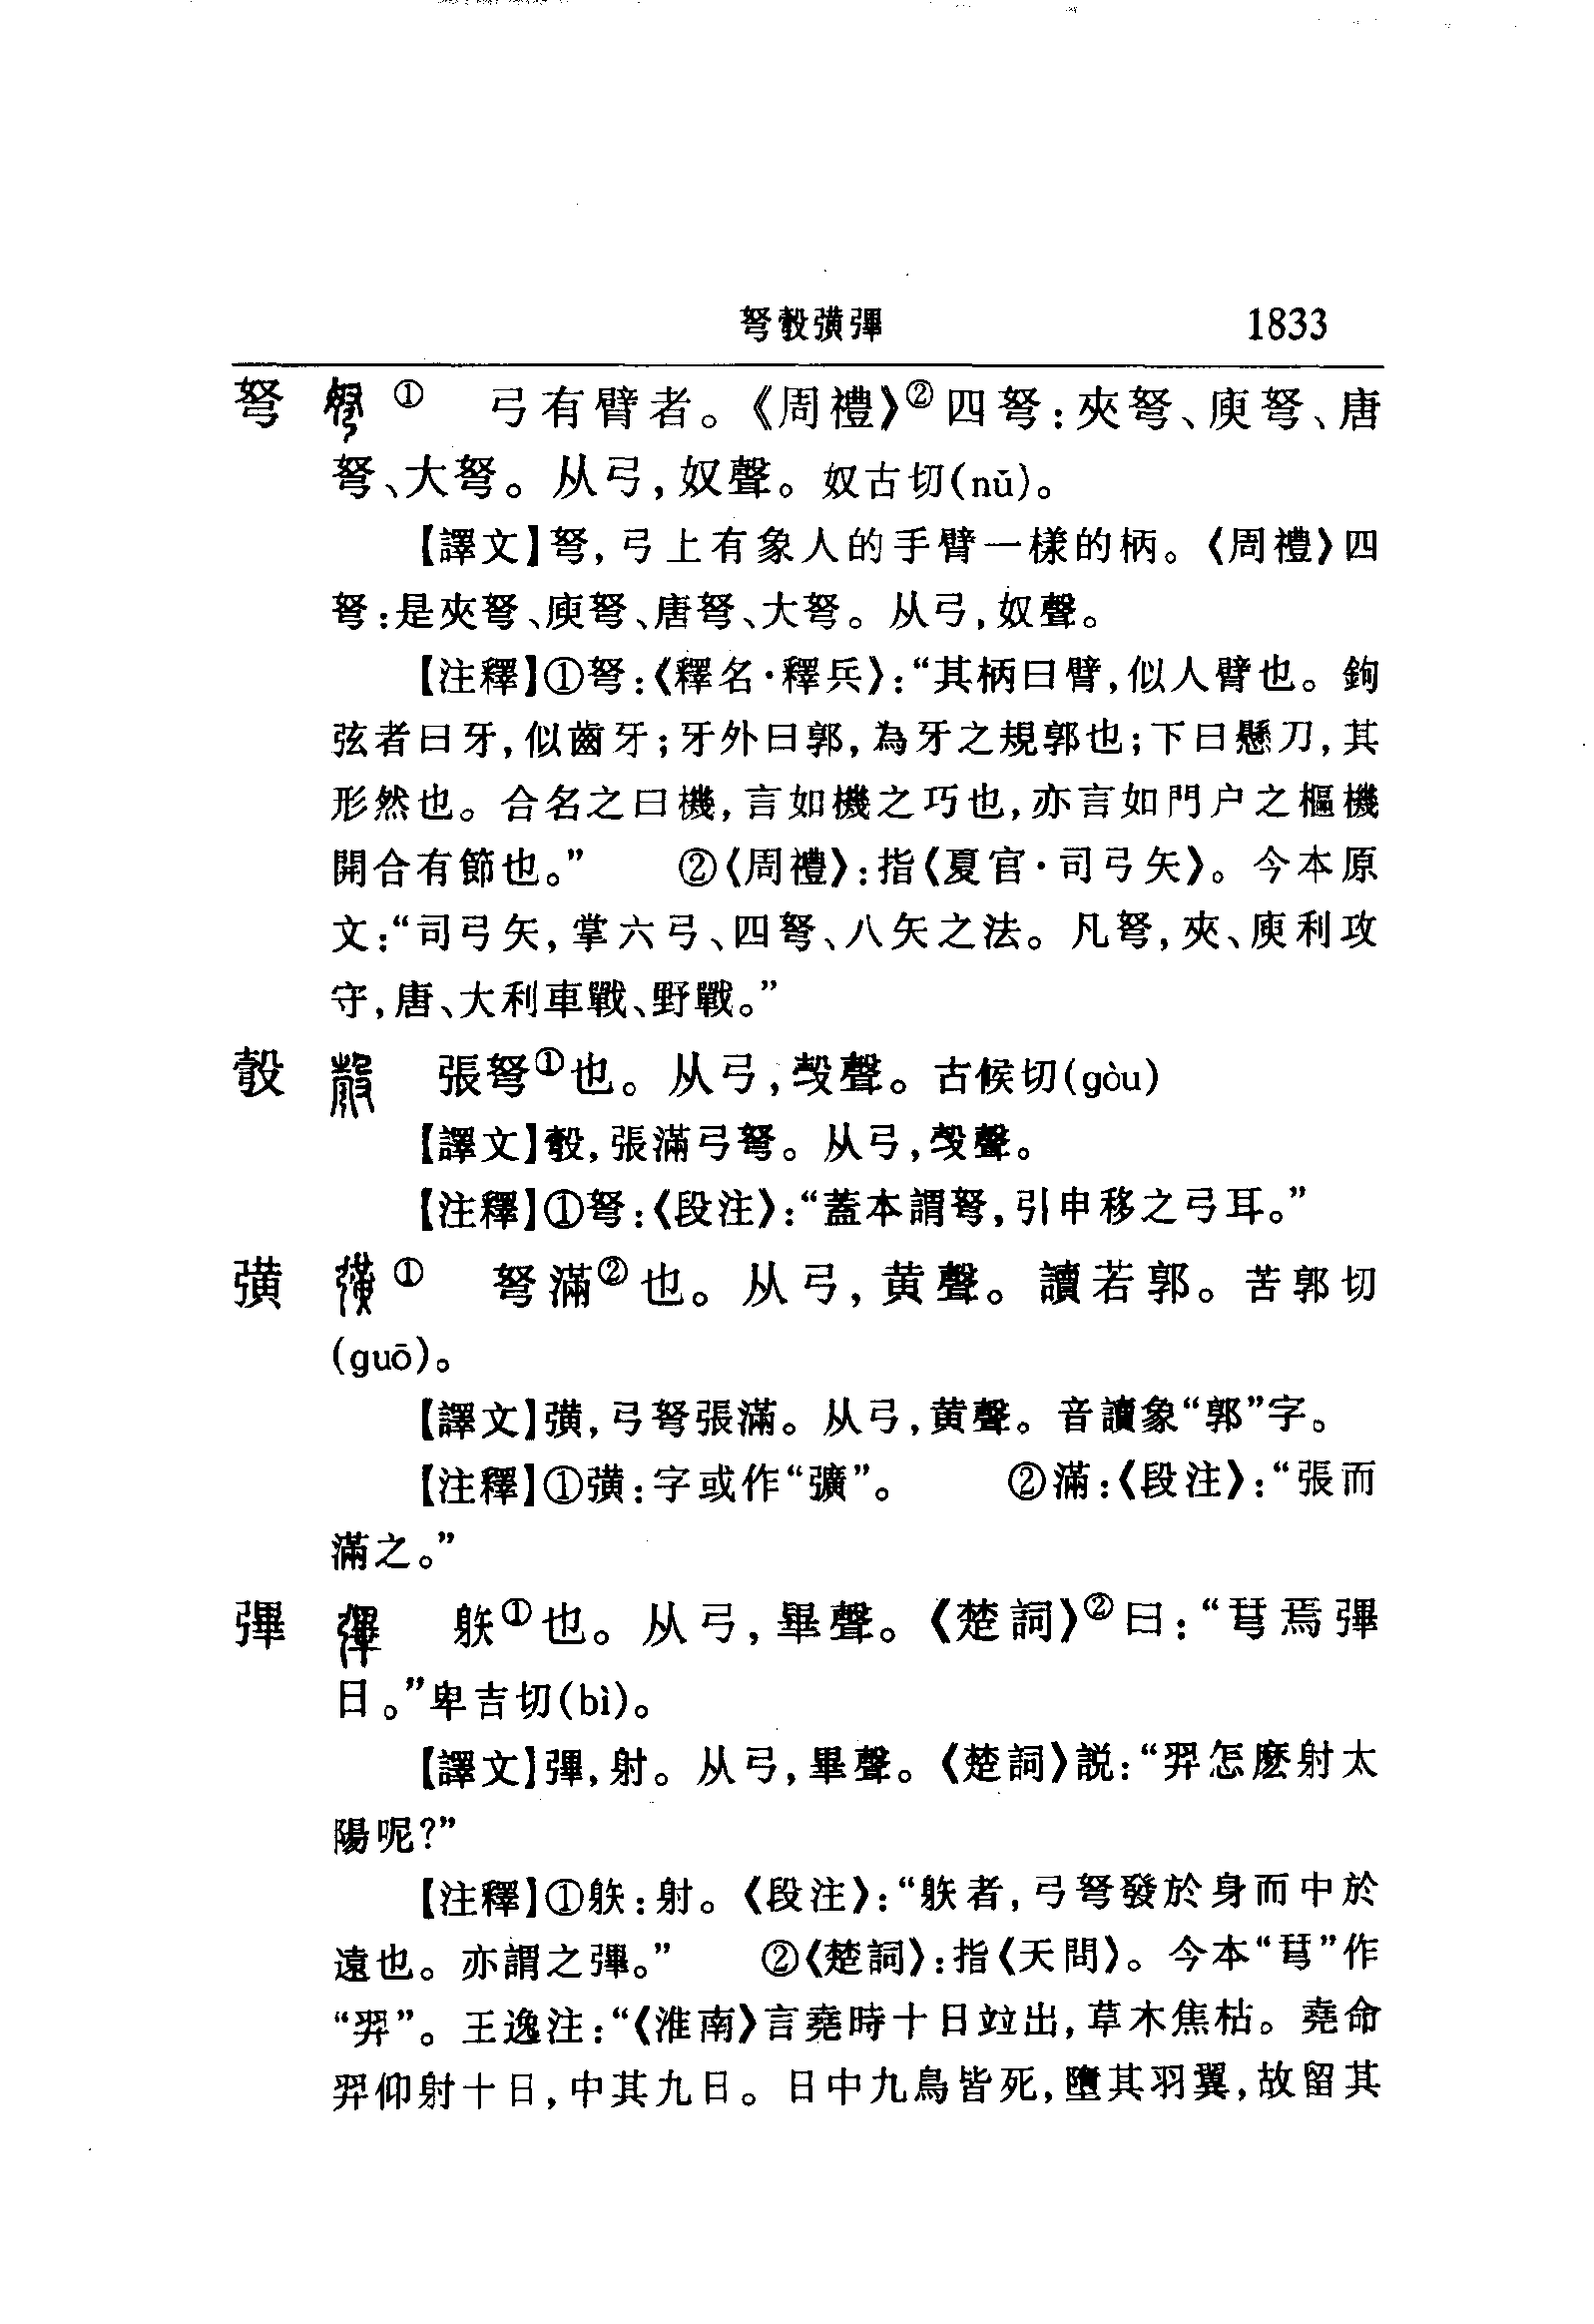 弩彀彉彃 1833
弩 ① 弓有臂者。《周禮》②四弩：夾弩、庾弩、唐
弩、大弩。从弓，奴聲。奴古切(nǔ)。
【譯文】弩，弓上有象人的手臂一樣的柄。《周禮》四
弩：是夾弩、庾弩、唐弩、大弩。从弓，奴聲。
【注釋】①弩：《釋名·釋兵》：“其柄曰臂，似人臂也。鉤
弦者曰牙，似齒牙；牙外曰郭，為牙之規郭也；下曰懸刀，其
形然也。合名之曰機，言如機之巧也，亦言如門户之樞機
開合有節也。” ②《周禮》：指《夏官·司弓矢》。今本原
文：“司弓矢，掌六弓、四弩、八矢之法。凡弩，夾、庾利攻
守，唐、大利車戰、野戰。”
彀 張弩①也。从弓，㱿聲。古候切(gòu)
【譯文】彀，張滿弓弩。从弓，㱿聲。
【注釋】①弩：《段注》：“蓋本謂弩，引申移之弓耳。”
彉 ① 弩滿②也。从弓，黄聲。讀若郭。苦郭切
(guō)。
【譯文】彉，弓弩張滿。从弓，黄聲。音讀象“郭”字。
【注釋】①彉：字或作“彍”。 ②滿：《段注》：“張而
滿之。”
彃 䠶①也。从弓，畢聲。《楚詞》②曰：“𢏗焉彃
日。”卑吉切(bì)。
【譯文】彃，射。从弓，畢聲。《楚詞》説：“羿怎麽射太
陽呢？”
【注釋】①䠶：射。《段注》：“䠶者，弓弩發於身而中於
遠也。亦謂之彃。” ②《楚詞》：指《天問》。今本“𢏗”作
“羿”。王逸注：“《淮南》言堯時十日竝出，草木焦枯。堯命
羿仰射十日，中其九日。日中九鳥皆死，墮其羽翼，故留其